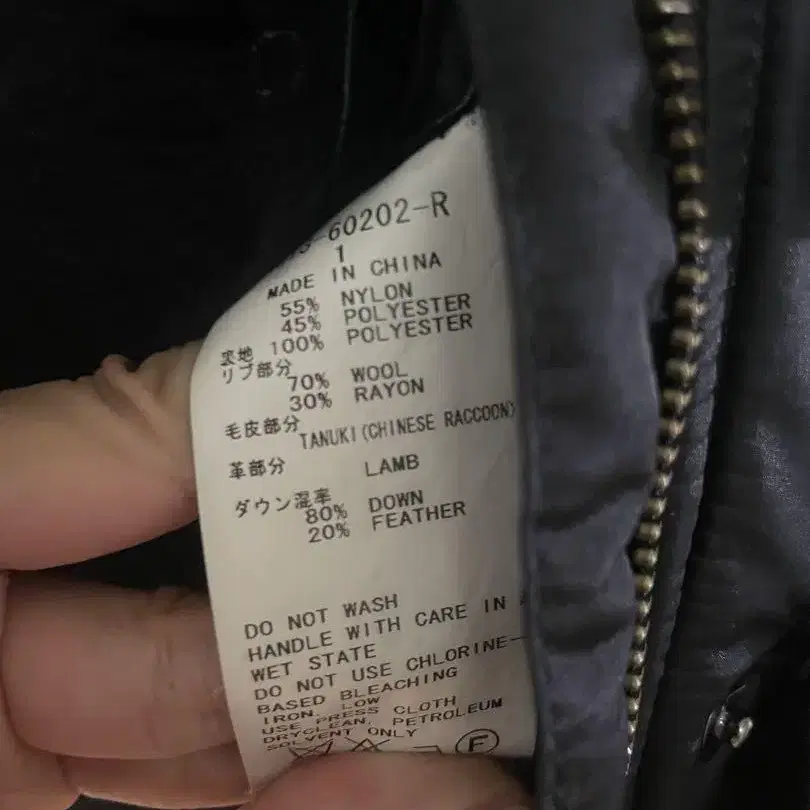 -60202-R
1
MADE IN CHINA
55% NYLON
45% POLYESTER
裏地 100% POLYESTER
リブ部分
70% WOOL
30% RAYON
毛皮部分
TANUKI(CHINESE RACCOON)
革部分 LAMB
ダウン混率
80% DOWN
20% FEATHER
DO NOT WASH
HANDLE WITH CARE IN
WET STATE
DO NOT USE CHLORINE-
BASED BLEACHING
IRON, LOW
USE PRESS CLOTH
DRYCLEAN, PETROLEUM
SOLVENT ONLY
F